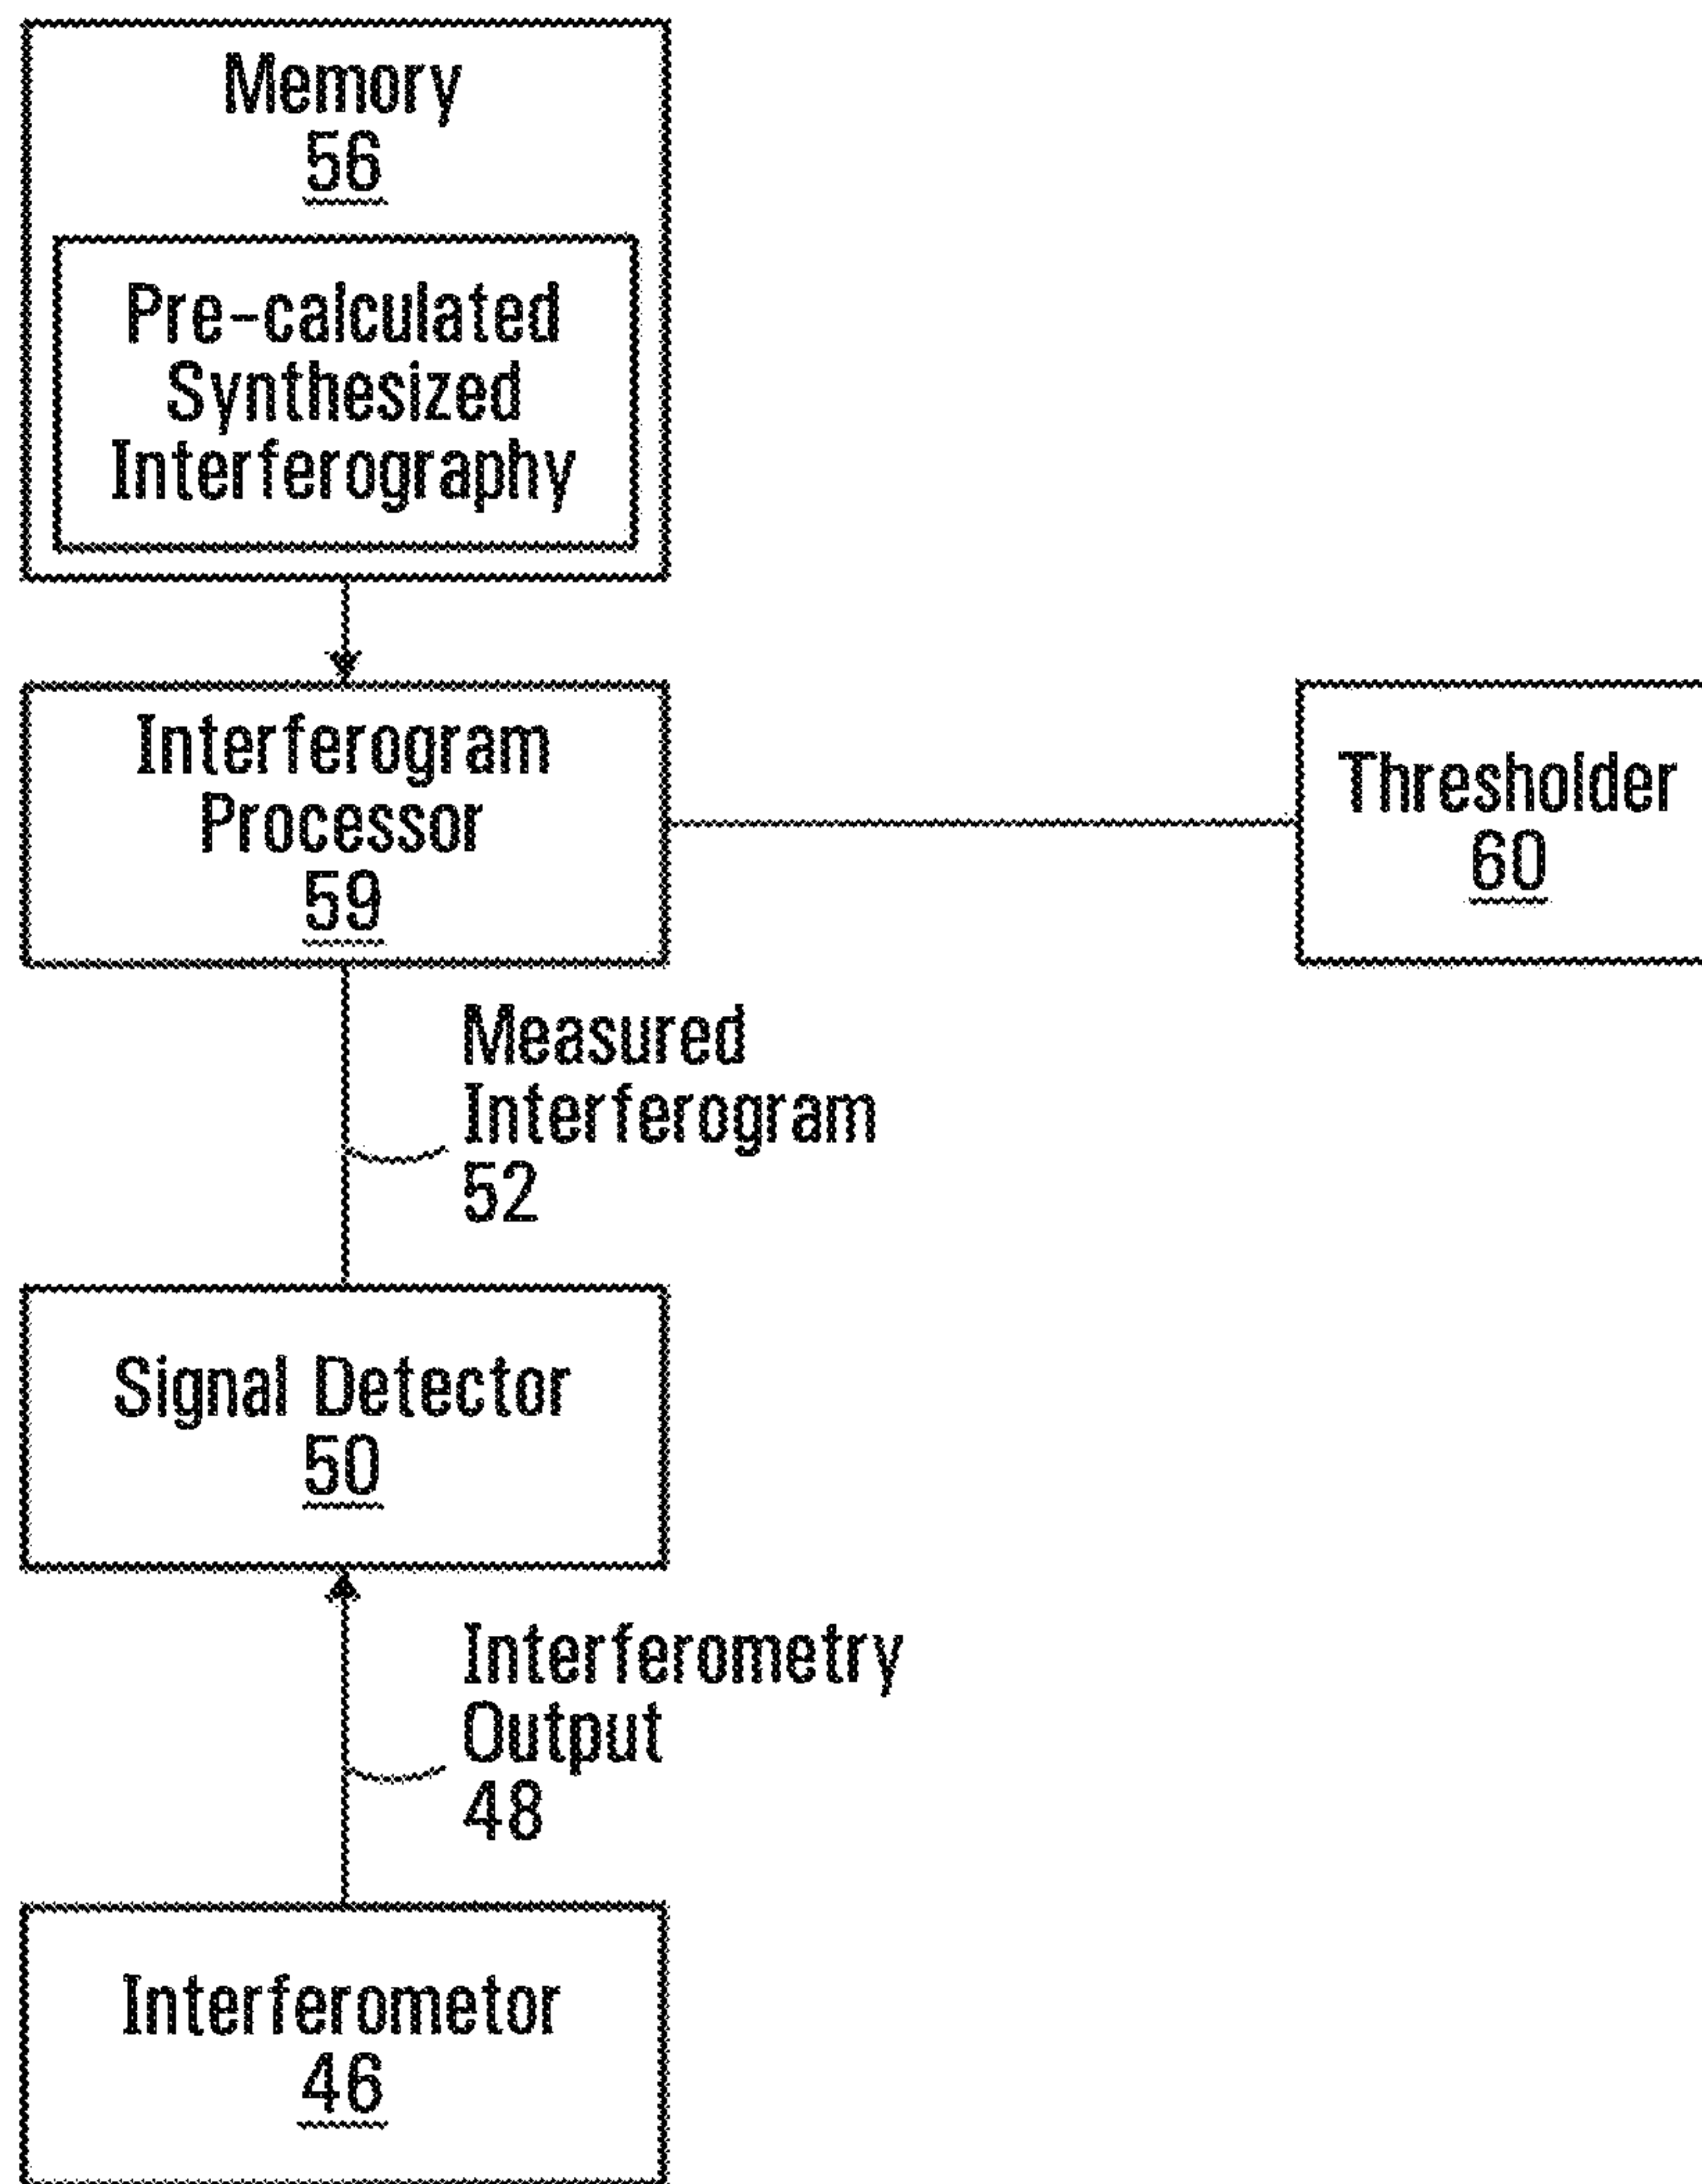 Memory
56
Pre-calculated
Synthesized
Interferography
Interferogram
Processor
59
Thresholder
60
Measured
Interferogram
52
Signal Detector
50
Interferometry
Output
48
Interferometor
46